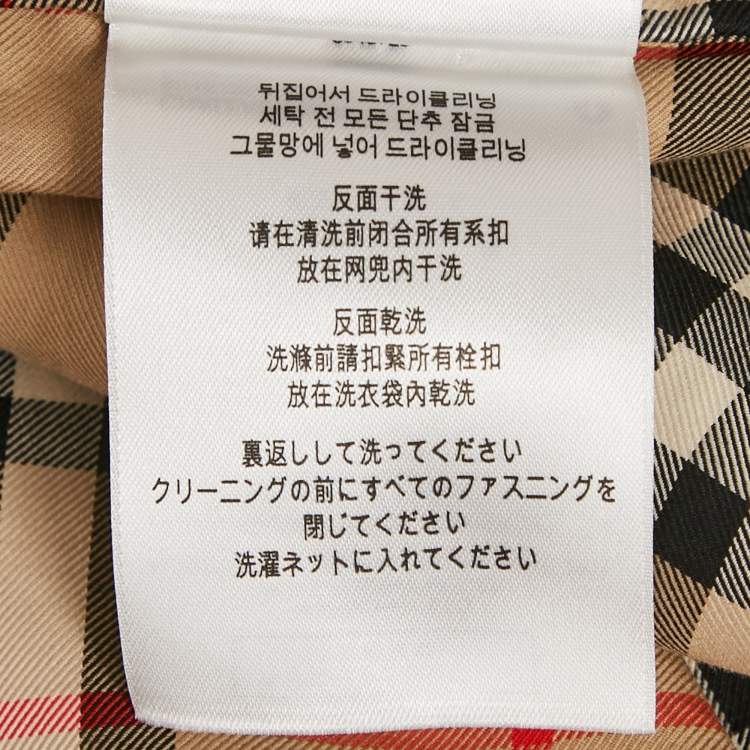 뒤집어서 드라이클리닝
세탁 전 모든 단추 잠금
그물망에 넣어 드라이클리닝
反面干洗
请在清洗前闭合所有系扣
放在网兜内干洗
反面乾洗
洗滌前請扣緊所有栓扣
放在洗衣袋內乾洗
裏返しして洗ってください
クリーニングの前にすべてのファスニングを
閉じてください
洗濯ネットに入れてください